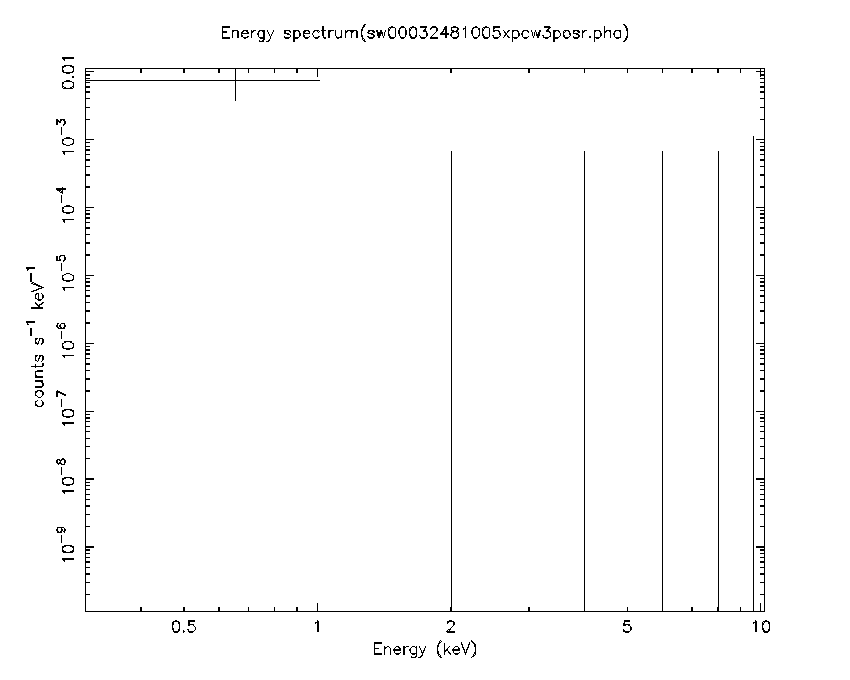 Energy spectrum(sw00032481005xpcw3posr.pha)
0.01
10⁻³
10⁻⁴
10⁻⁵
10⁻⁶
10⁻⁷
10⁻⁸
10⁻⁹
counts s⁻¹ keV⁻¹
0.5 1 2 5 10
Energy (keV)